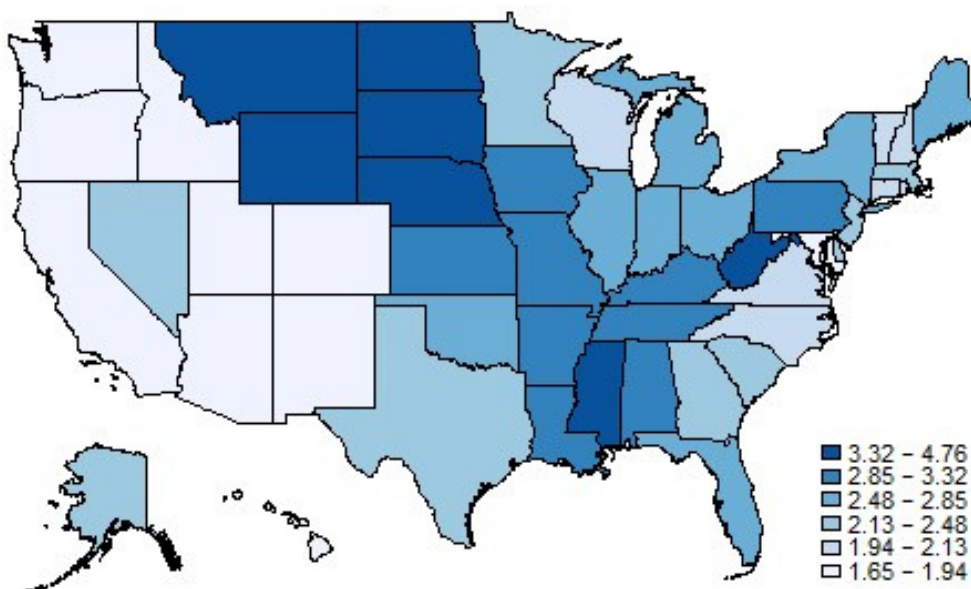 3.32 – 4.76
2.85 – 3.32
2.48 – 2.85
2.13 – 2.48
1.94 – 2.13
1.65 – 1.94